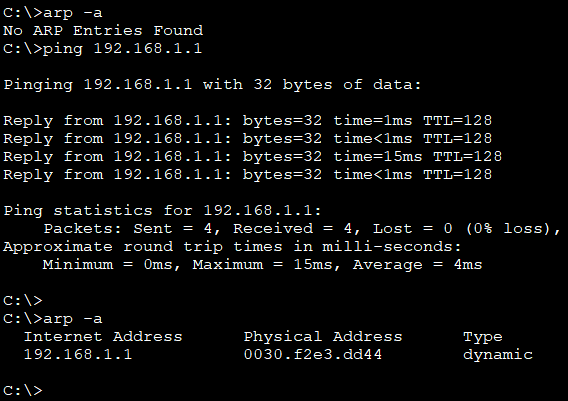 C:\>arp -a
No ARP Entries Found
C:\>ping 192.168.1.1
Pinging 192.168.1.1 with 32 bytes of data:
Reply from 192.168.1.1: bytes=32 time=1ms TTL=128
Reply from 192.168.1.1: bytes=32 time<1ms TTL=128
Reply from 192.168.1.1: bytes=32 time=15ms TTL=128
Reply from 192.168.1.1: bytes=32 time<1ms TTL=128
Ping statistics for 192.168.1.1:
    Packets: Sent = 4, Received = 4, Lost = 0 (0% loss),
Approximate round trip times in milli-seconds:
    Minimum = 0ms, Maximum = 15ms, Average = 4ms
C:\>
C:\>arp -a
  Internet Address      Physical Address      Type
  192.168.1.1           0030.f2e3.dd44        dynamic
C:\>